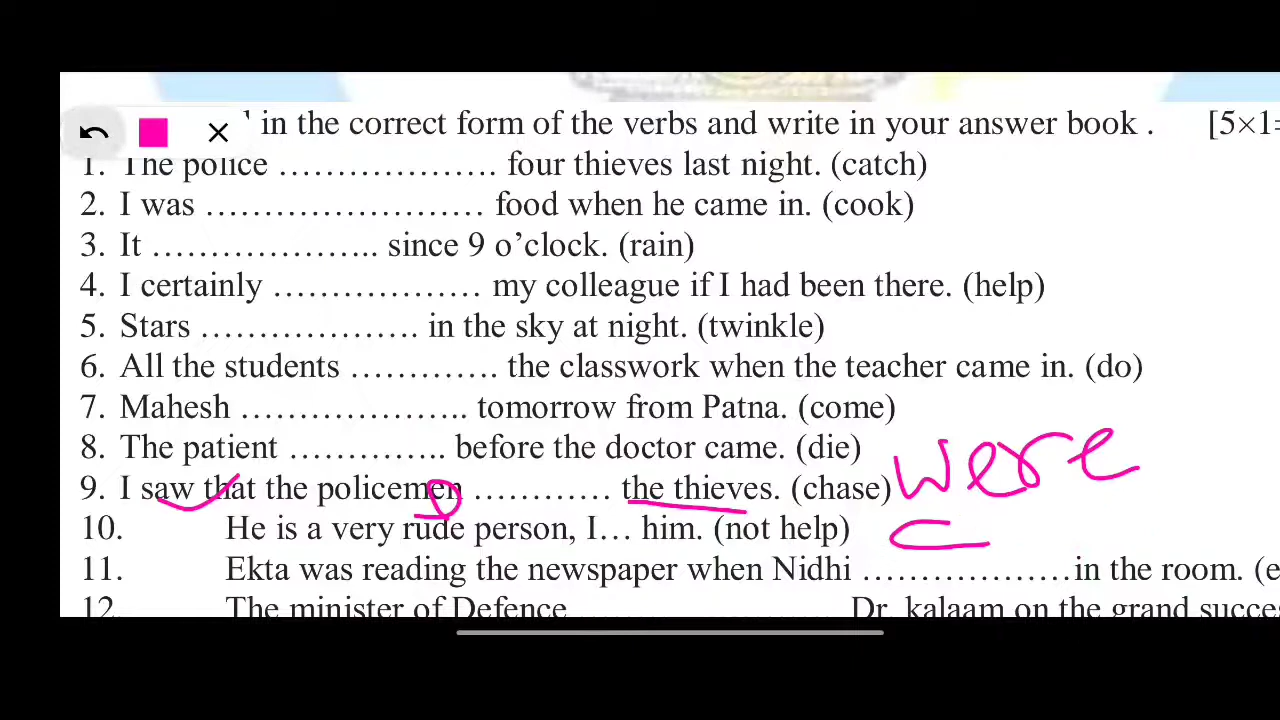 in the correct form of the verbs and write in your answer book . [5×1=
1. The police ………………. four thieves last night. (catch)
2. I was …………………… food when he came in. (cook)
3. It ……………….. since 9 o’clock. (rain)
4. I certainly ……………… my colleague if I had been there. (help)
5. Stars ………………. in the sky at night. (twinkle)
6. All the students …………. the classwork when the teacher came in. (do)
7. Mahesh ……………….. tomorrow from Patna. (come)
8. The patient ………….. before the doctor came. (die)
9. I saw that the policemen ………… the thieves. (chase) were
10. He is a very rude person, I… him. (not help)
11. Ekta was reading the newspaper when Nidhi ………………in the room. (e
12. The minister of Defence Dr. kalaam on the grand succes